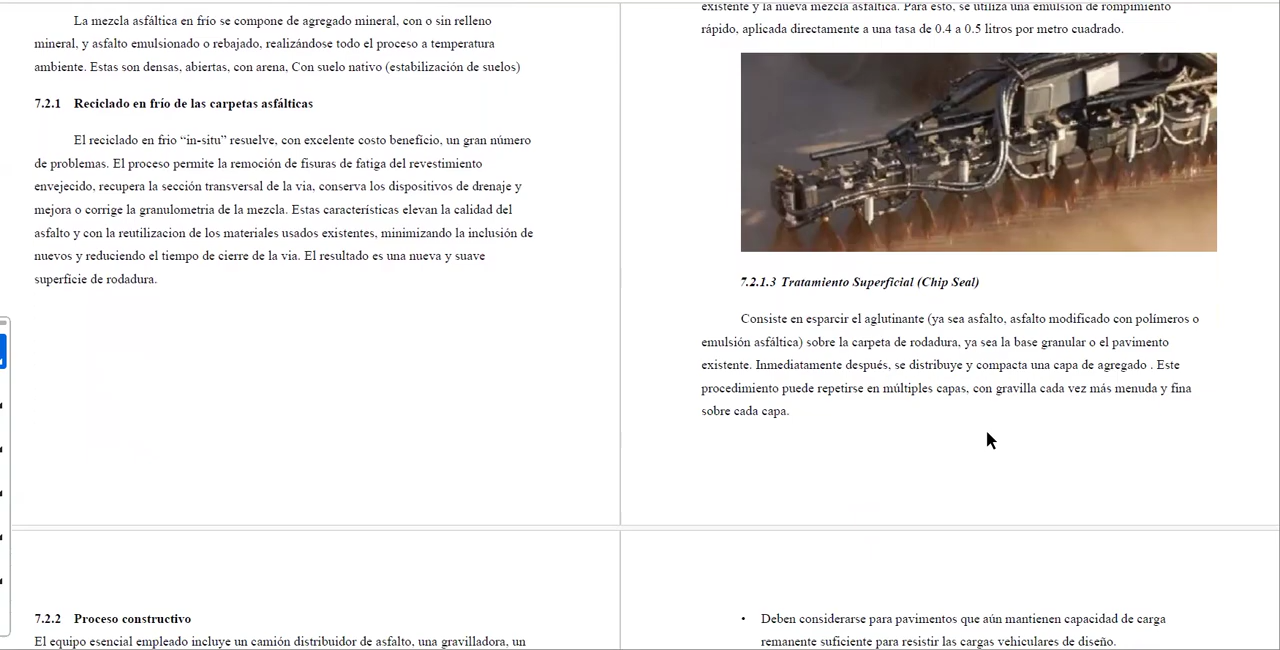 La mezcla asfáltica en frío se compone de agregado mineral, con o sin relleno
mineral, y asfalto emulsionado o rebajado, realizándose todo el proceso a temperatura
ambiente. Estas son densas, abiertas, con arena, Con suelo nativo (estabilización de suelos)
7.2.1 Reciclado en frío de las carpetas asfálticas
El reciclado en frio “in-situ” resuelve, con excelente costo beneficio, un gran número
de problemas. El proceso permite la remoción de fisuras de fatiga del revestimiento
envejecido, recupera la sección transversal de la via, conserva los dispositivos de drenaje y
mejora o corrige la granulometria de la mezcla. Estas características elevan la calidad del
asfalto y con la reutilizacion de los materiales usados existentes, minimizando la inclusión de
nuevos y reduciendo el tiempo de cierre de la via. El resultado es una nueva y suave
superficie de rodadura.
existente y la nueva mezcla asfáltica. Para esto, se utiliza una emulsión de rompimiento
rápido, aplicada directamente a una tasa de 0.4 a 0.5 litros por metro cuadrado.
7.2.1.3 Tratamiento Superficial (Chip Seal)
Consiste en esparcir el aglutinante (ya sea asfalto, asfalto modificado con polímeros o
emulsión asfáltica) sobre la carpeta de rodadura, ya sea la base granular o el pavimento
existente. Inmediatamente después, se distribuye y compacta una capa de agregado . Este
procedimiento puede repetirse en múltiples capas, con gravilla cada vez más menuda y fina
sobre cada capa.
7.2.2 Proceso constructivo
El equipo esencial empleado incluye un camión distribuidor de asfalto, una gravilladora, un
• Deben considerarse para pavimentos que aún mantienen capacidad de carga
remanente suficiente para resistir las cargas vehiculares de diseño.